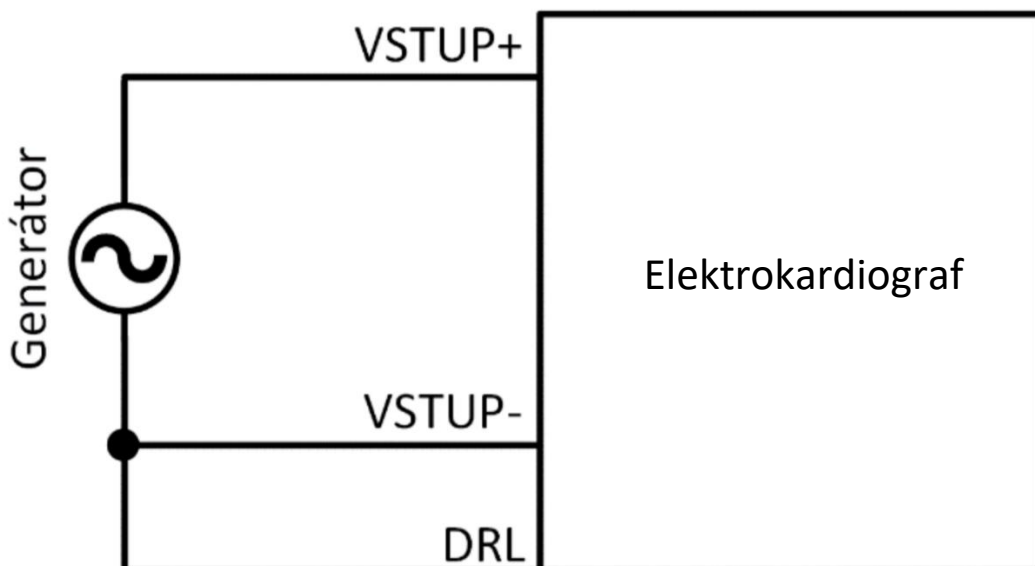 VSTUP+
Generátor
Elektrokardiograf
VSTUP-
DRL